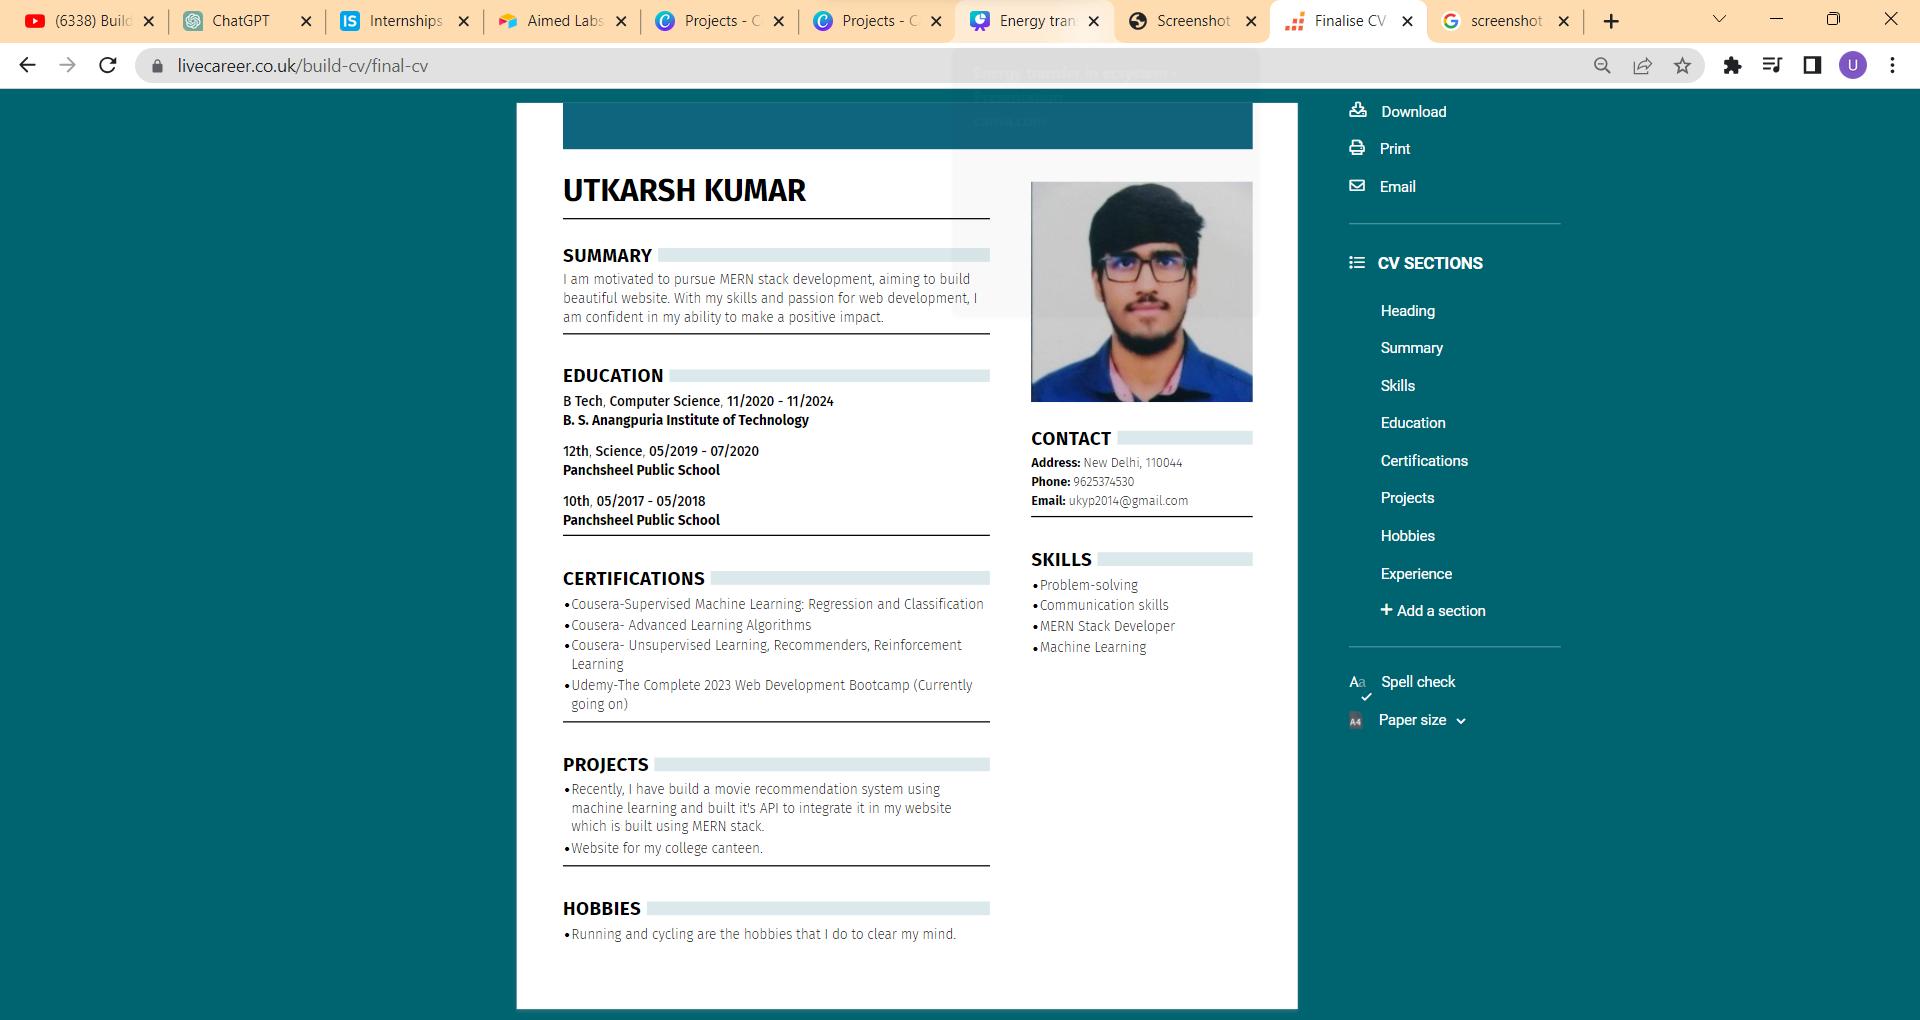 (6338) Build
ChatGPT
Internships
Aimed Labs
Projects - C
Projects - C
Energy tran
Screenshot
Finalise CV
screenshot
livecareer.co.uk/build-cv/final-cv
U
UTKARSH KUMAR
SUMMARY
I am motivated to pursue MERN stack development, aiming to build
beautiful website. With my skills and passion for web development, I
am confident in my ability to make a positive impact.
EDUCATION
B Tech, Computer Science, 11/2020 - 11/2024
B. S. Anangpuria Institute of Technology
12th, Science, 05/2019 - 07/2020
Panchsheel Public School
10th, 05/2017 - 05/2018
Panchsheel Public School
CERTIFICATIONS
•Cousera-Supervised Machine Learning: Regression and Classification
•Cousera- Advanced Learning Algorithms
•Cousera- Unsupervised Learning, Recommenders, Reinforcement
Learning
•Udemy-The Complete 2023 Web Development Bootcamp (Currently
going on)
PROJECTS
•Recently, I have build a movie recommendation system using
machine learning and built it's API to integrate it in my website
which is built using MERN stack.
•Website for my college canteen.
HOBBIES
•Running and cycling are the hobbies that I do to clear my mind.
CONTACT
Address: New Delhi, 110044
Phone: 9625374530
Email: ukyp2014@gmail.com
SKILLS
•Problem-solving
•Communication skills
•MERN Stack Developer
•Machine Learning
Download
Print
Email
CV SECTIONS
Heading
Summary
Skills
Education
Certifications
Projects
Hobbies
Experience
+ Add a section
Aa Spell check
A4 Paper size